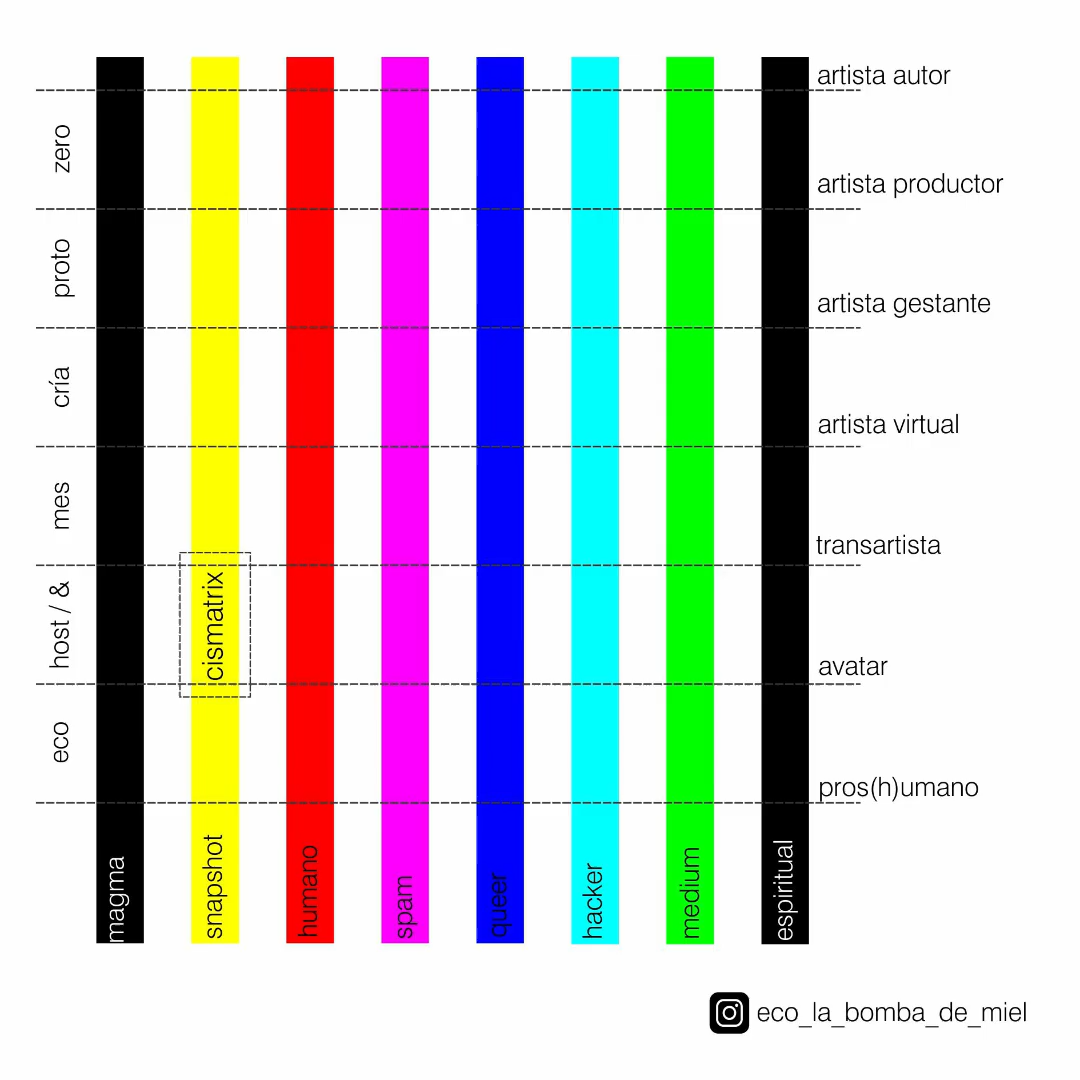 artista autor
zero
artista productor
proto
artista gestante
cría
artista virtual
mes
transartista
host / &
cismatrix
avatar
eco
pros(h)umano
magma
snapshot
humano
spam
queer
hacker
medium
espiritual
eco_la_bomba_de_miel